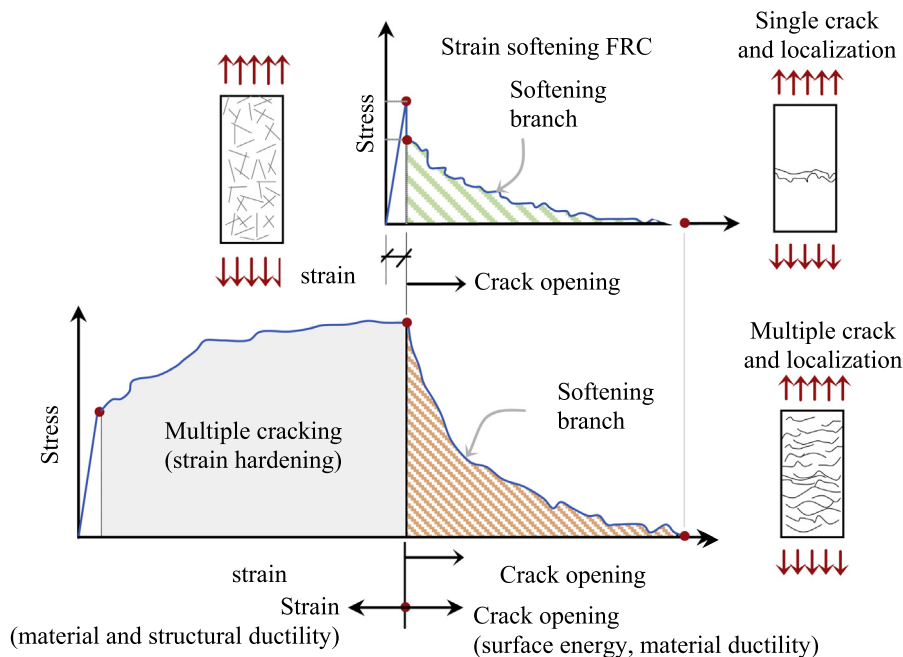 Strain softening FRC
Softening
branch
Stress
Single crack
and localization
strain
Crack opening
Multiple crack
and localization
Stress
Multiple cracking
(strain hardening)
Softening
branch
strain
Crack opening
Strain
(material and structural ductility)
Crack opening
(surface energy, material ductility)